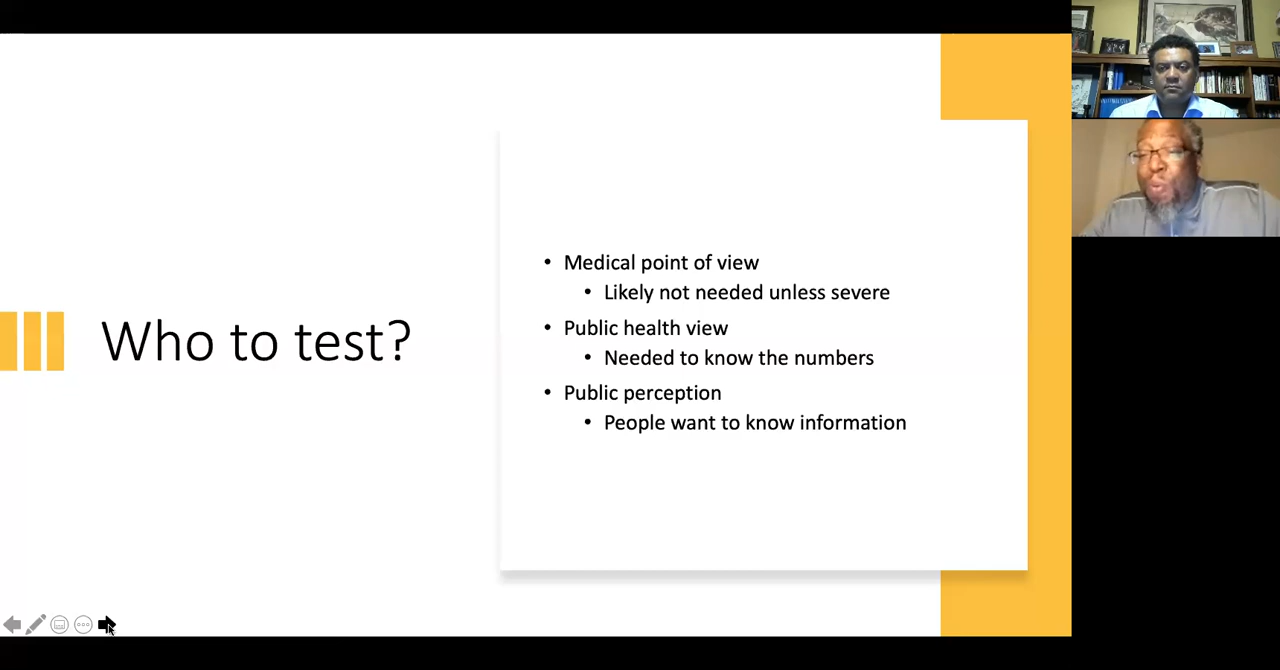 Who to test?
• Medical point of view
• Likely not needed unless severe
• Public health view
• Needed to know the numbers
• Public perception
• People want to know information